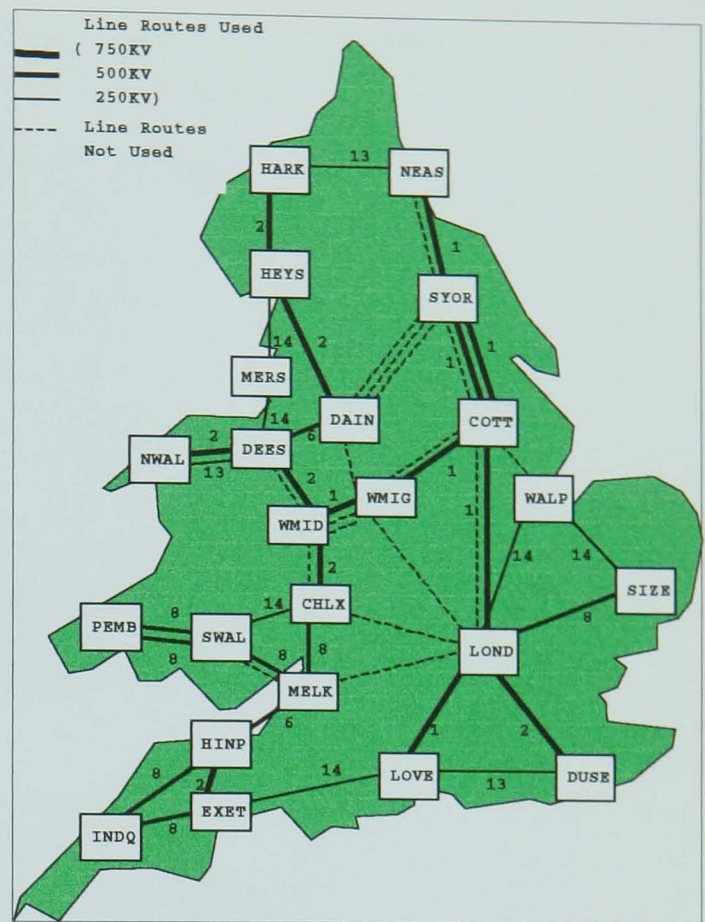 Line Routes Used
( 750KV
500KV
250KV)
Line Routes
Not Used
HARK
13
NEAS
2
1
HEYS
SYOR
14
2
1
1
MERS
14
DAIN
COTT
2
6
NWAL
DEES
13
2
1
1
WMIG
WALP
1
WMID
14
14
2
SIZE
14
CHLX
8
8
PEMB
SWAL
8
8
8
LOND
MELK
6
HINP
1
2
8
2
14
LOVE
13
DUSE
EXET
8
INDQ